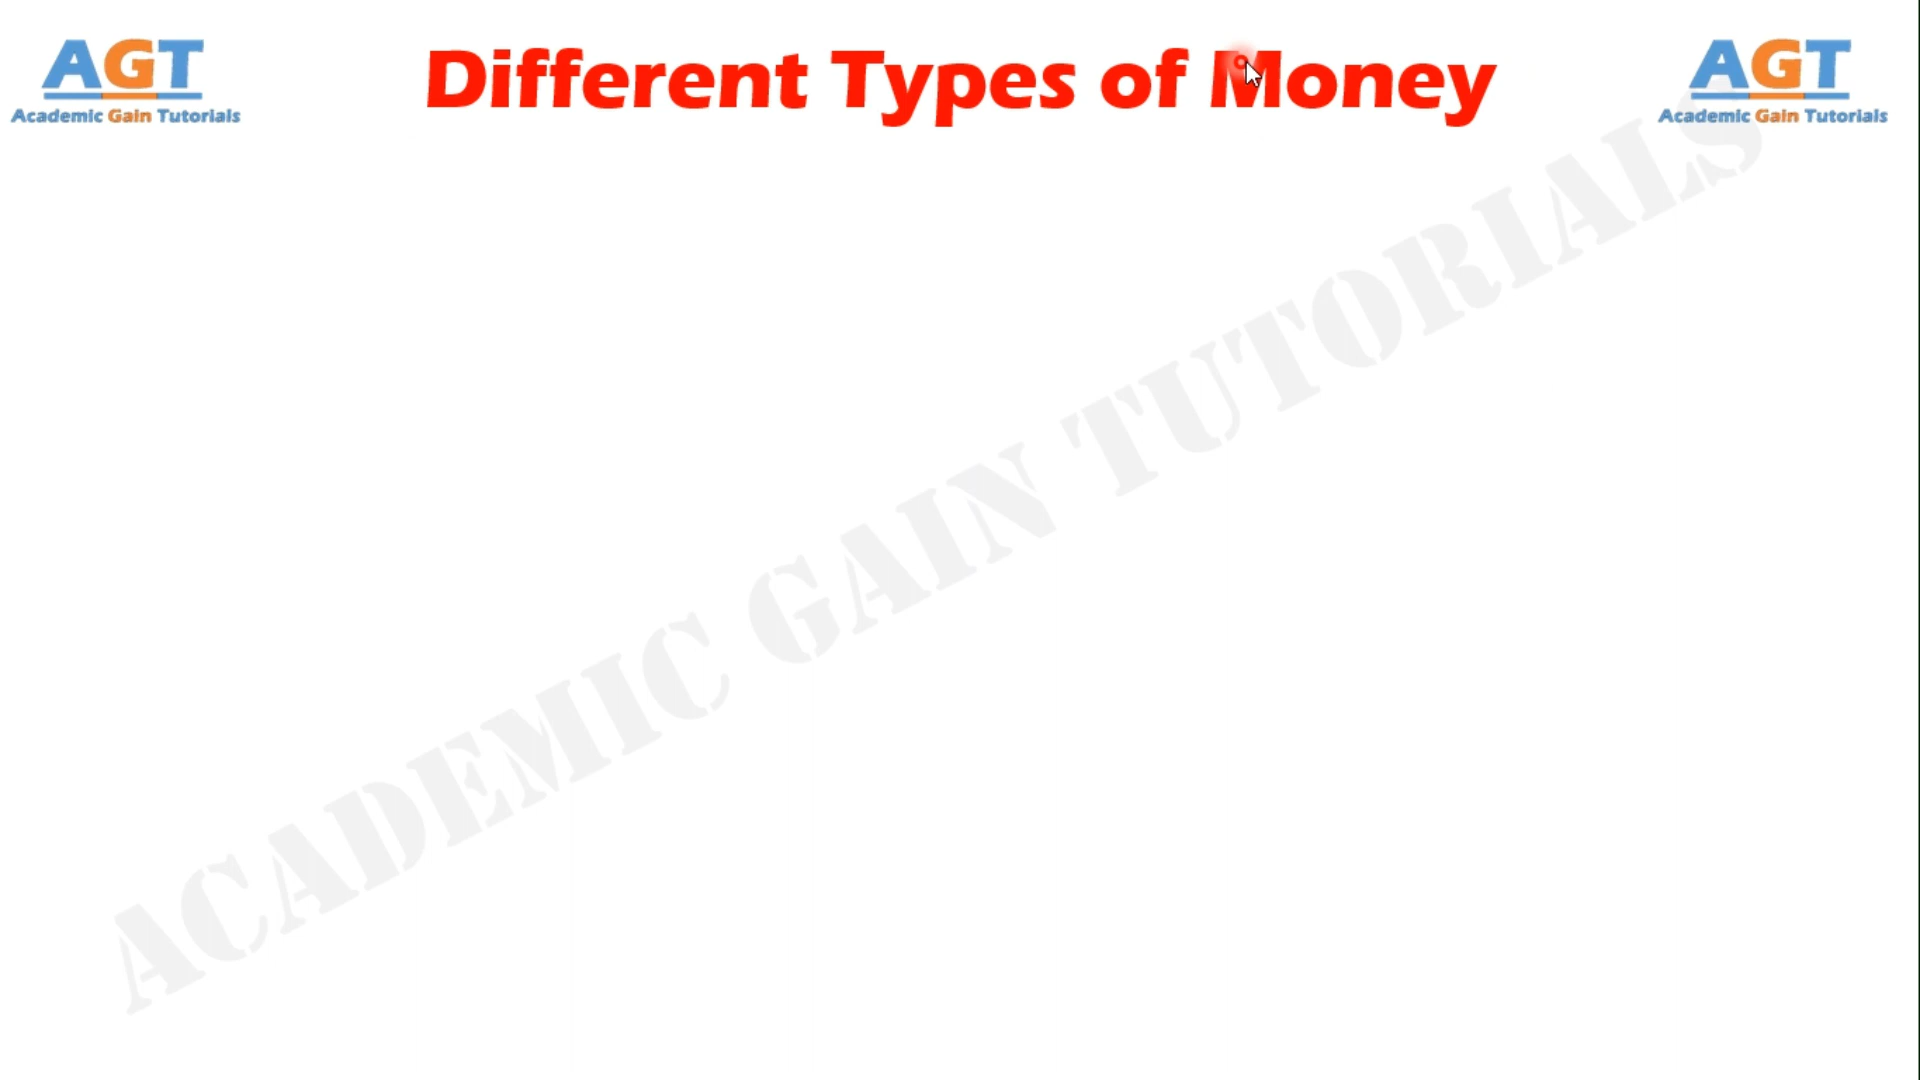 AGT
Academic Gain Tutorials
Different Types of Money
AGT
Academic Gain Tutorials
ACADEMIC GAIN TUTORIALS